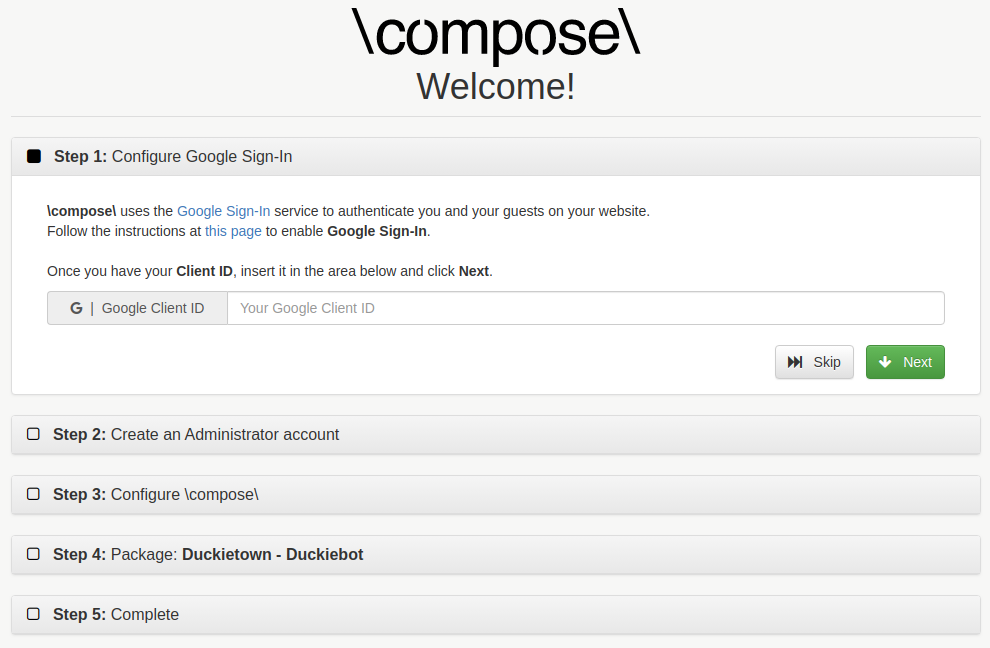 \compose\
Welcome!
Step 1: Configure Google Sign-In
\compose\ uses the Google Sign-In service to authenticate you and your guests on your website.
Follow the instructions at this page to enable Google Sign-In.
Once you have your Client ID, insert it in the area below and click Next.
G | Google Client ID Your Google Client ID
Skip Next
Step 2: Create an Administrator account
Step 3: Configure \compose\
Step 4: Package: Duckietown - Duckiebot
Step 5: Complete